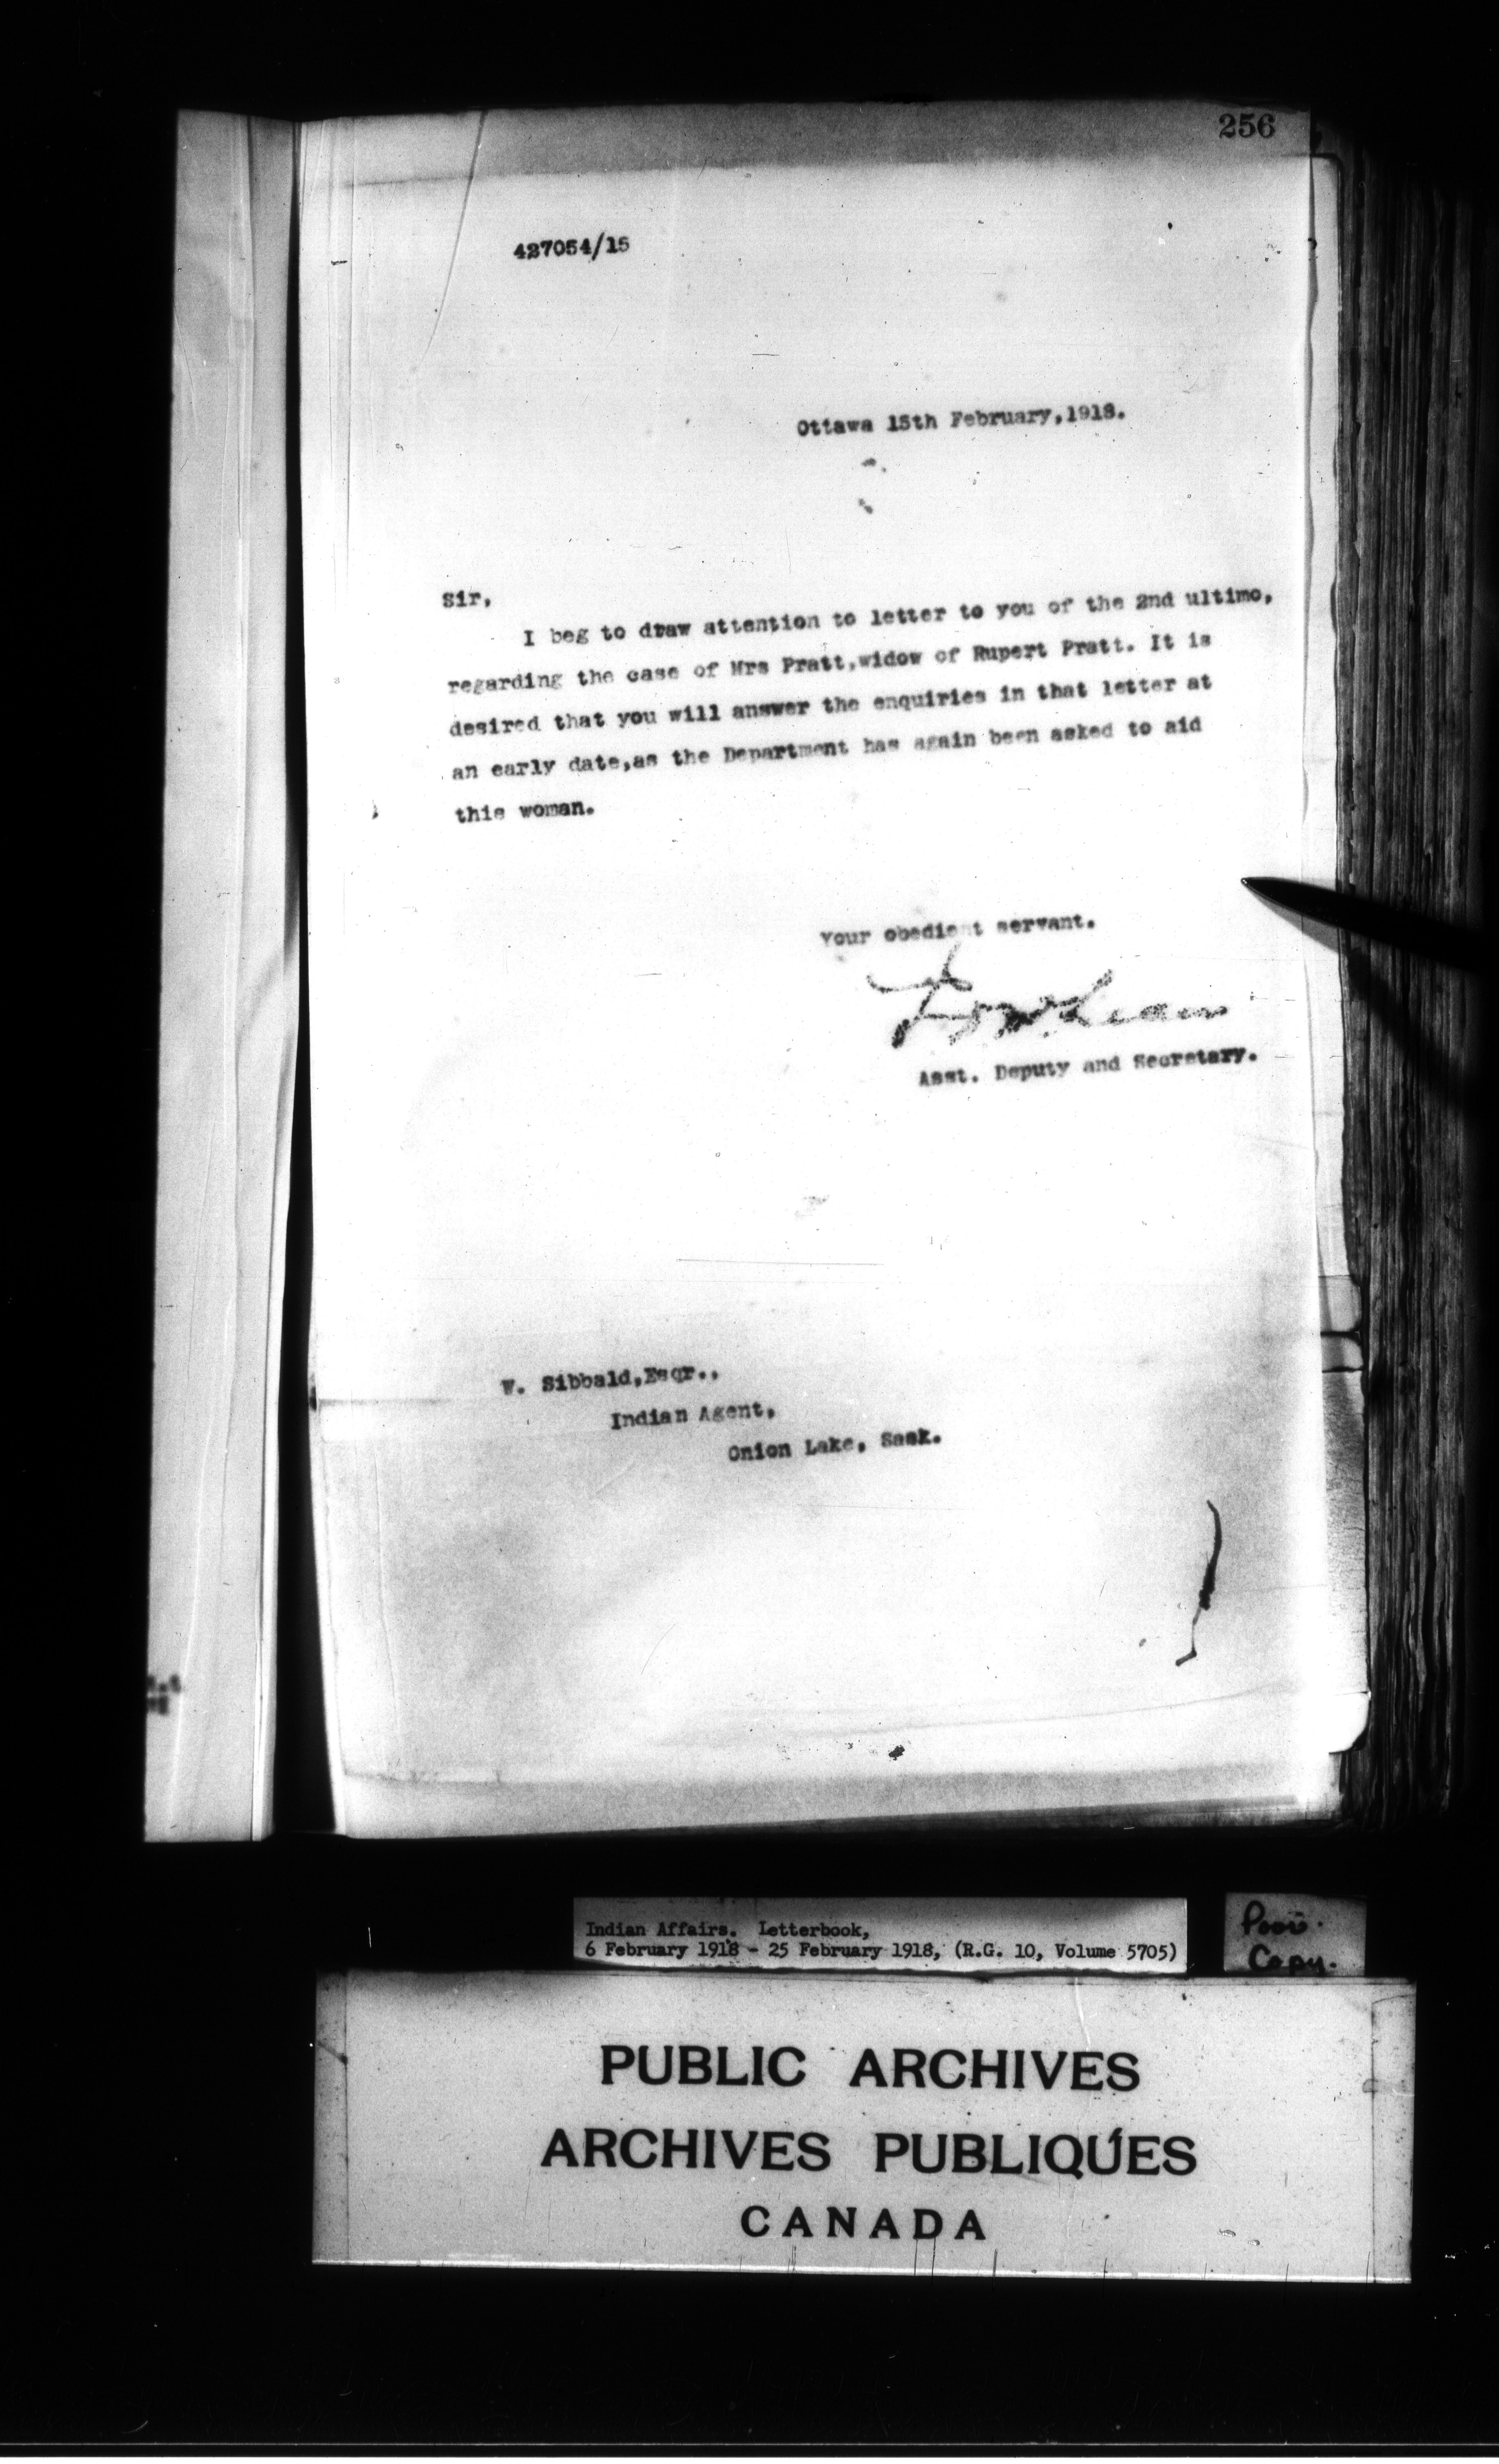 256
427054/15
Ottawa 15th February,1918.
Sir,
I beg to draw attention to letter to you of the 2nd ultimo,
regarding the case of Mrs Pratt,widow of Rupert Pratt. It is
desired that you will answer the enquiries in that letter at
an early date,as the Department has again been asked to aid
this woman.
Your obedient servant.
Asst. Deputy and Secretary.
W. Sibbald,Esqr.,
Indian Agent,
Onion Lake, Sask.
Indian Affairs. Letterbook,
6 February 1918 - 25 February 1918, (R.G. 10, Volume 5705)
Poor
Copy.
PUBLIC ARCHIVES
ARCHIVES PUBLIQUES
CANADA